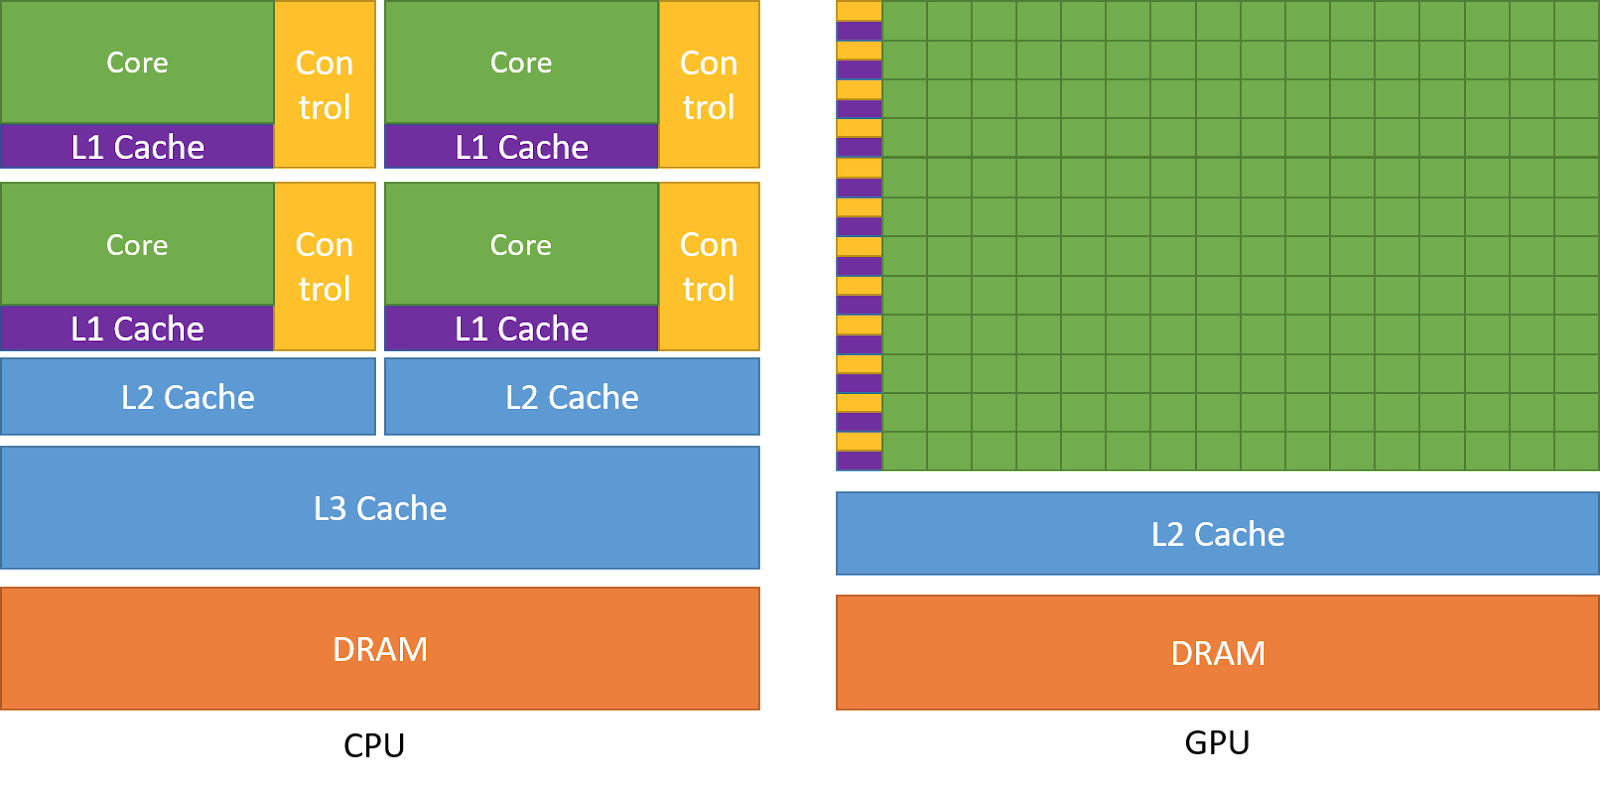 Core
Con
trol
L1 Cache
Core
Con
trol
L1 Cache
Core
Con
trol
L1 Cache
Core
Con
trol
L1 Cache
L2 Cache
L2 Cache
L3 Cache
DRAM
CPU
L2 Cache
DRAM
GPU